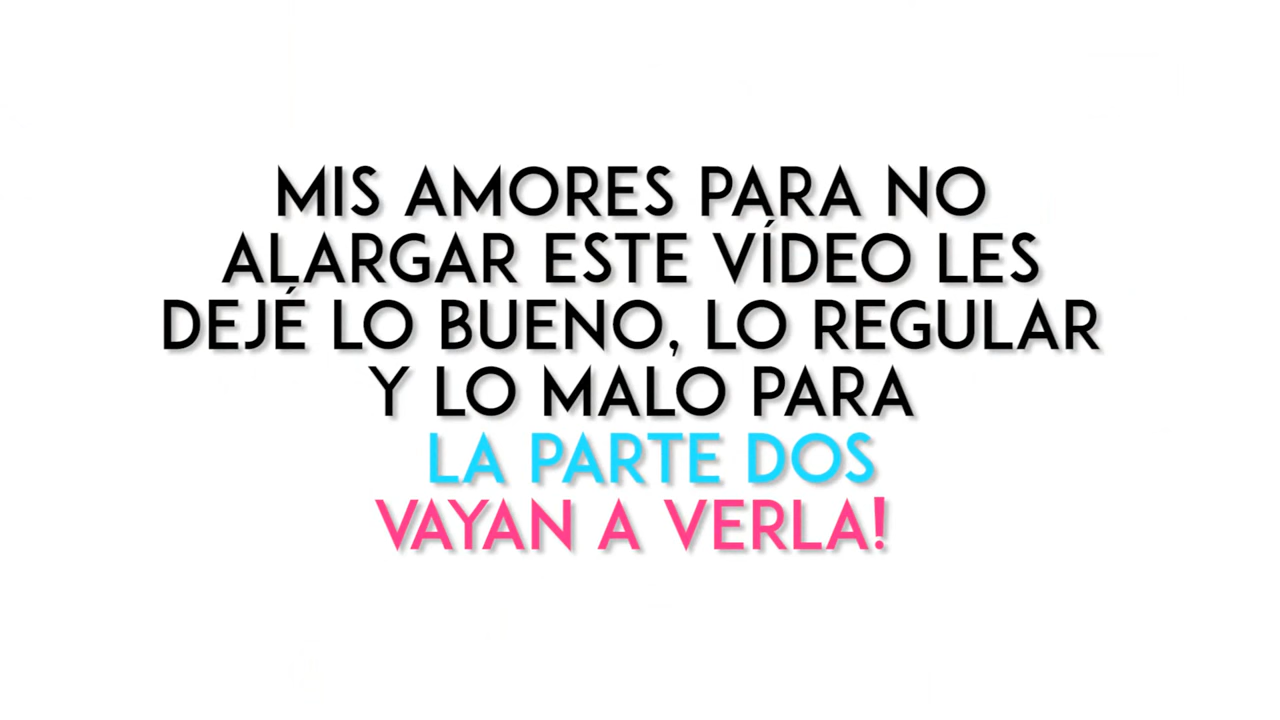 MIS AMORES PARA NO
ALARGAR ESTE VÍDEO LES
DEJÉ LO BUENO, LO REGULAR
Y LO MALO PARA
LA PARTE DOS
VAYAN A VERLA!